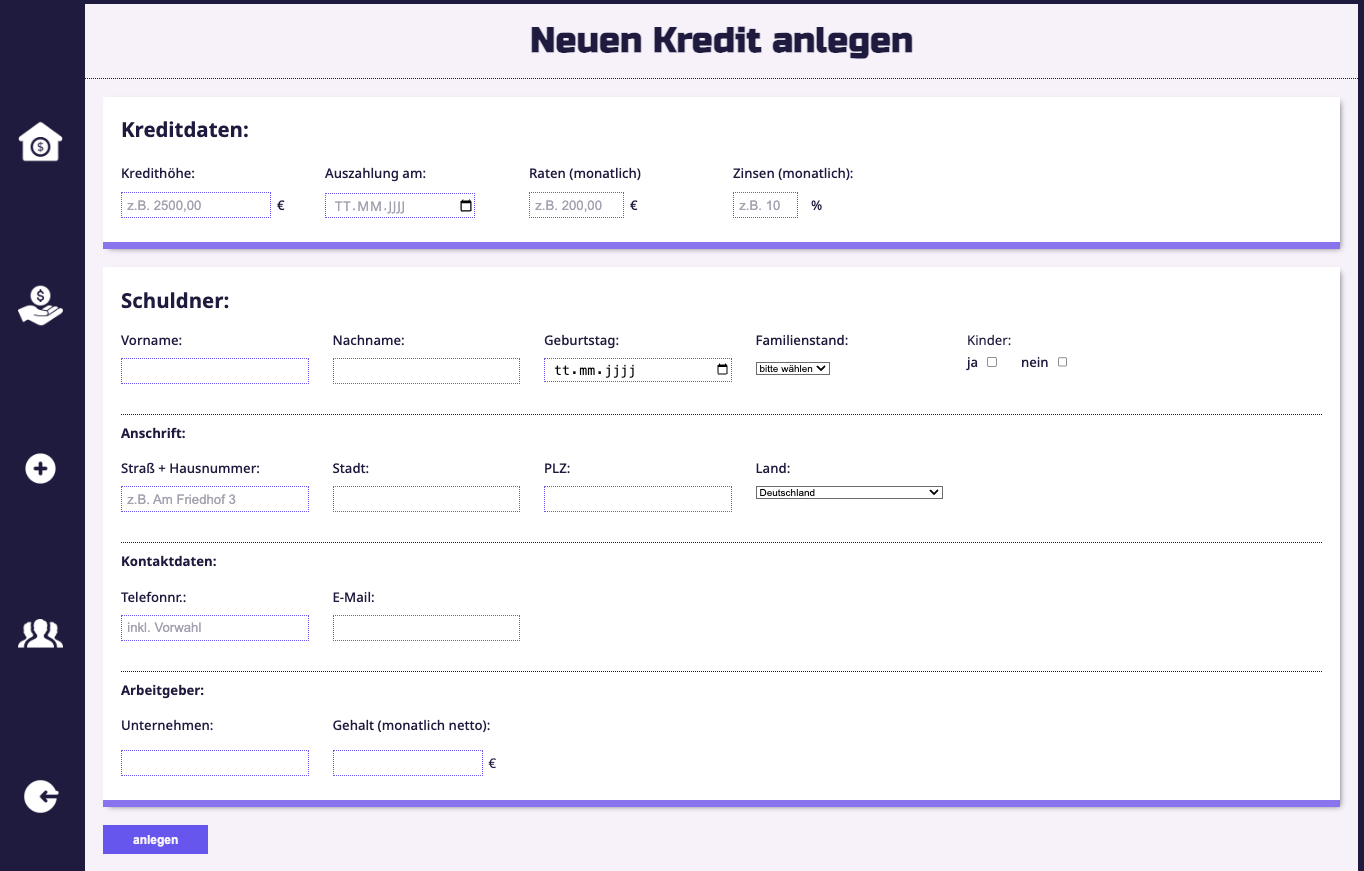 Neuen Kredit anlegen
Kreditdaten:
Kredithöhe: Auszahlung am: Raten (monatlich) Zinsen (monatlich):
z.B. 2500,00 € TT.MM.JJJJ z.B. 200,00 € z.B. 10 %
Schuldner:
Vorname: Nachname: Geburtstag: Familienstand: Kinder:
tt.mm.jjjj bitte wählen ja nein
Anschrift:
Straß + Hausnummer: Stadt: PLZ: Land:
z.B. Am Friedhof 3 Deutschland
Kontaktdaten:
Telefonnr.: E-Mail:
inkl. Vorwahl
Arbeitgeber:
Unternehmen: Gehalt (monatlich netto):
€
anlegen